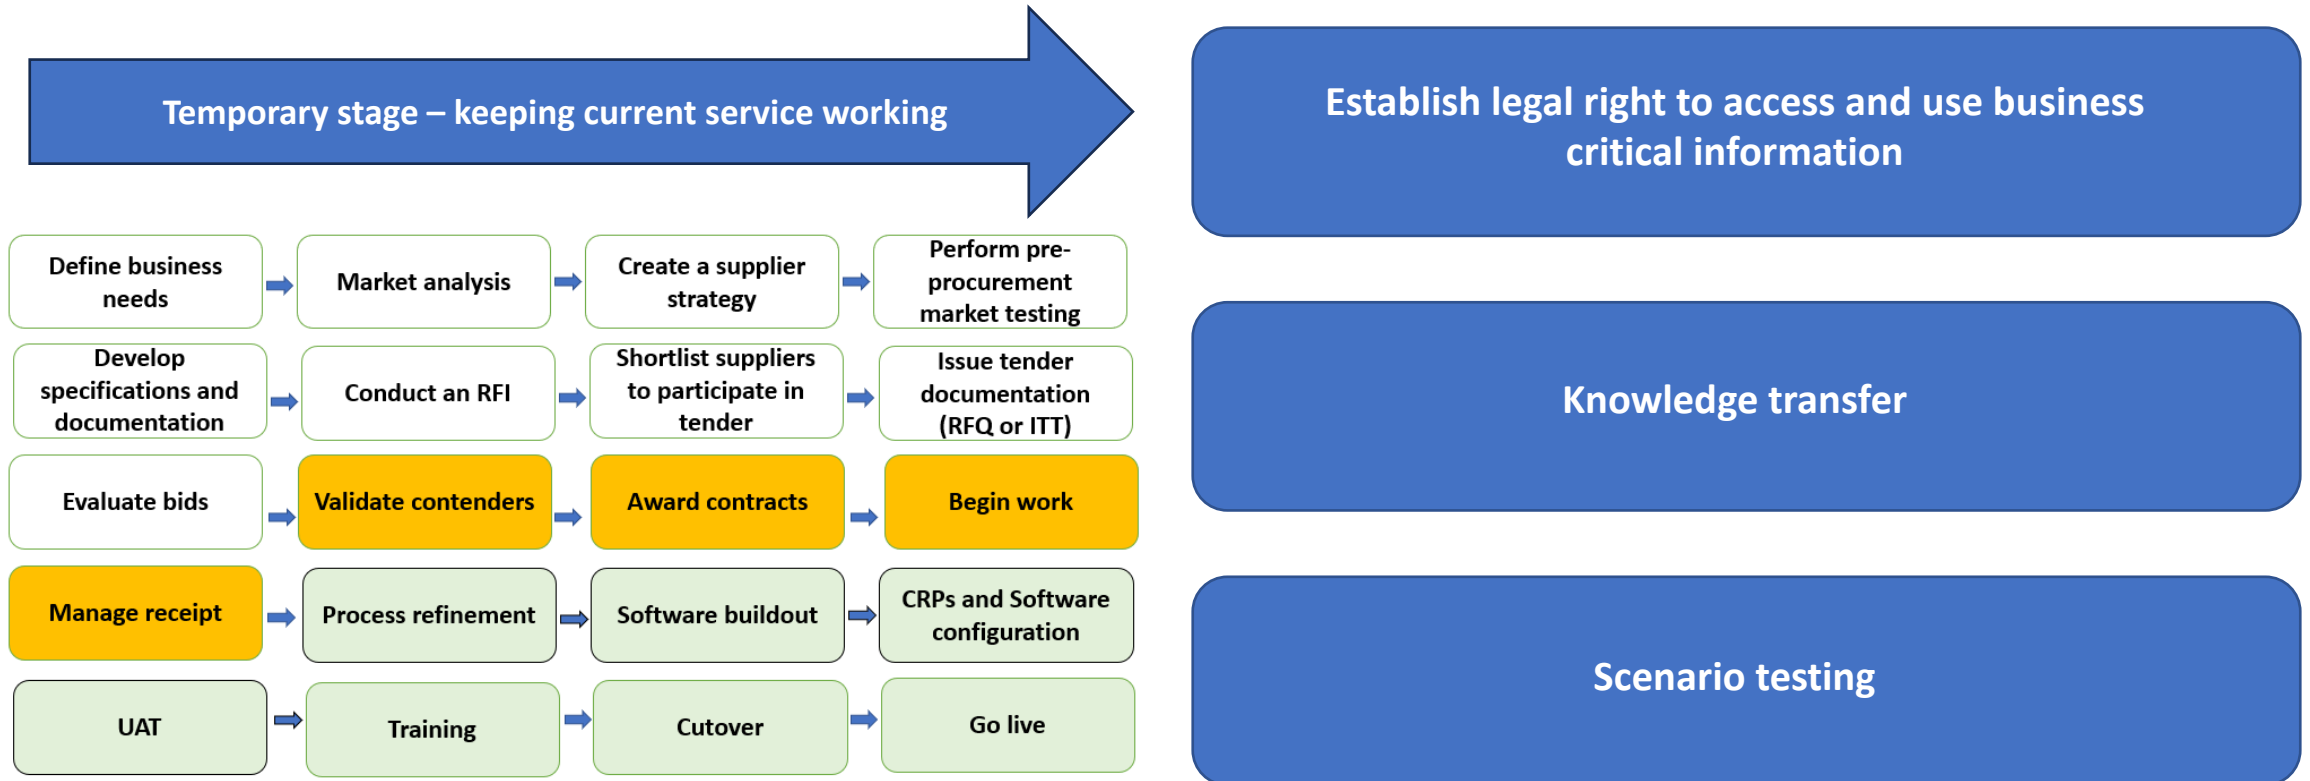 Temporary stage – keeping current service working
Establish legal right to access and use business
critical information
Define business
needs
Market analysis
Create a supplier
strategy
Perform pre-
procurement
market testing
Develop
specifications and
documentation
Conduct an RFI
Shortlist suppliers
to participate in
tender
Issue tender
documentation
(RFQ or ITT)
Knowledge transfer
Evaluate bids
Validate contenders
Award contracts
Begin work
Manage receipt
Process refinement
Software buildout
CRPs and Software
configuration
Scenario testing
UAT
Training
Cutover
Go live